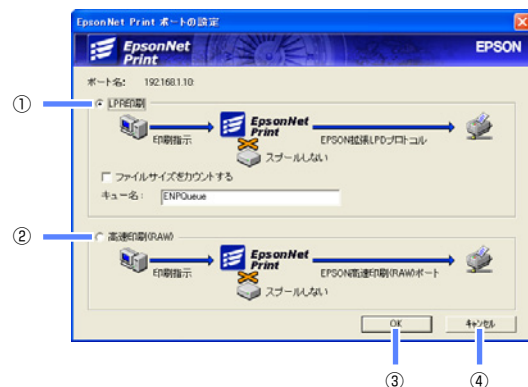 EpsonNet Print ポートの設定
EpsonNet
Print
EPSON
ポート名: 192.168.1.10:
①
LPR印刷
印刷指示
EpsonNet
Print
EPSON拡張LPDプロトコル
スプールしない
ファイルサイズをカウントする
キュー名: ENPQueue
②
高速印刷(RAW)
印刷指示
EpsonNet
Print
EPSON高速印刷(RAW)ポート
スプールしない
OK
キャンセル
③
④